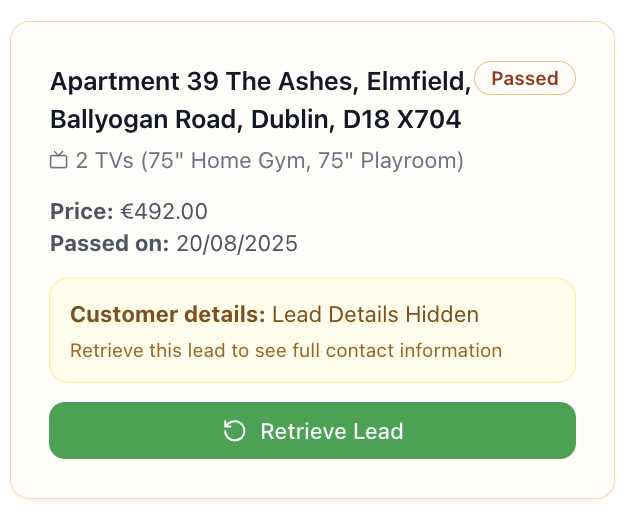 Apartment 39 The Ashes, Elmfield,
Passed
Ballyogan Road, Dublin, D18 X704
2 TVs (75" Home Gym, 75" Playroom)
Price: €492.00
Passed on: 20/08/2025
Customer details: Lead Details Hidden
Retrieve this lead to see full contact information
Retrieve Lead